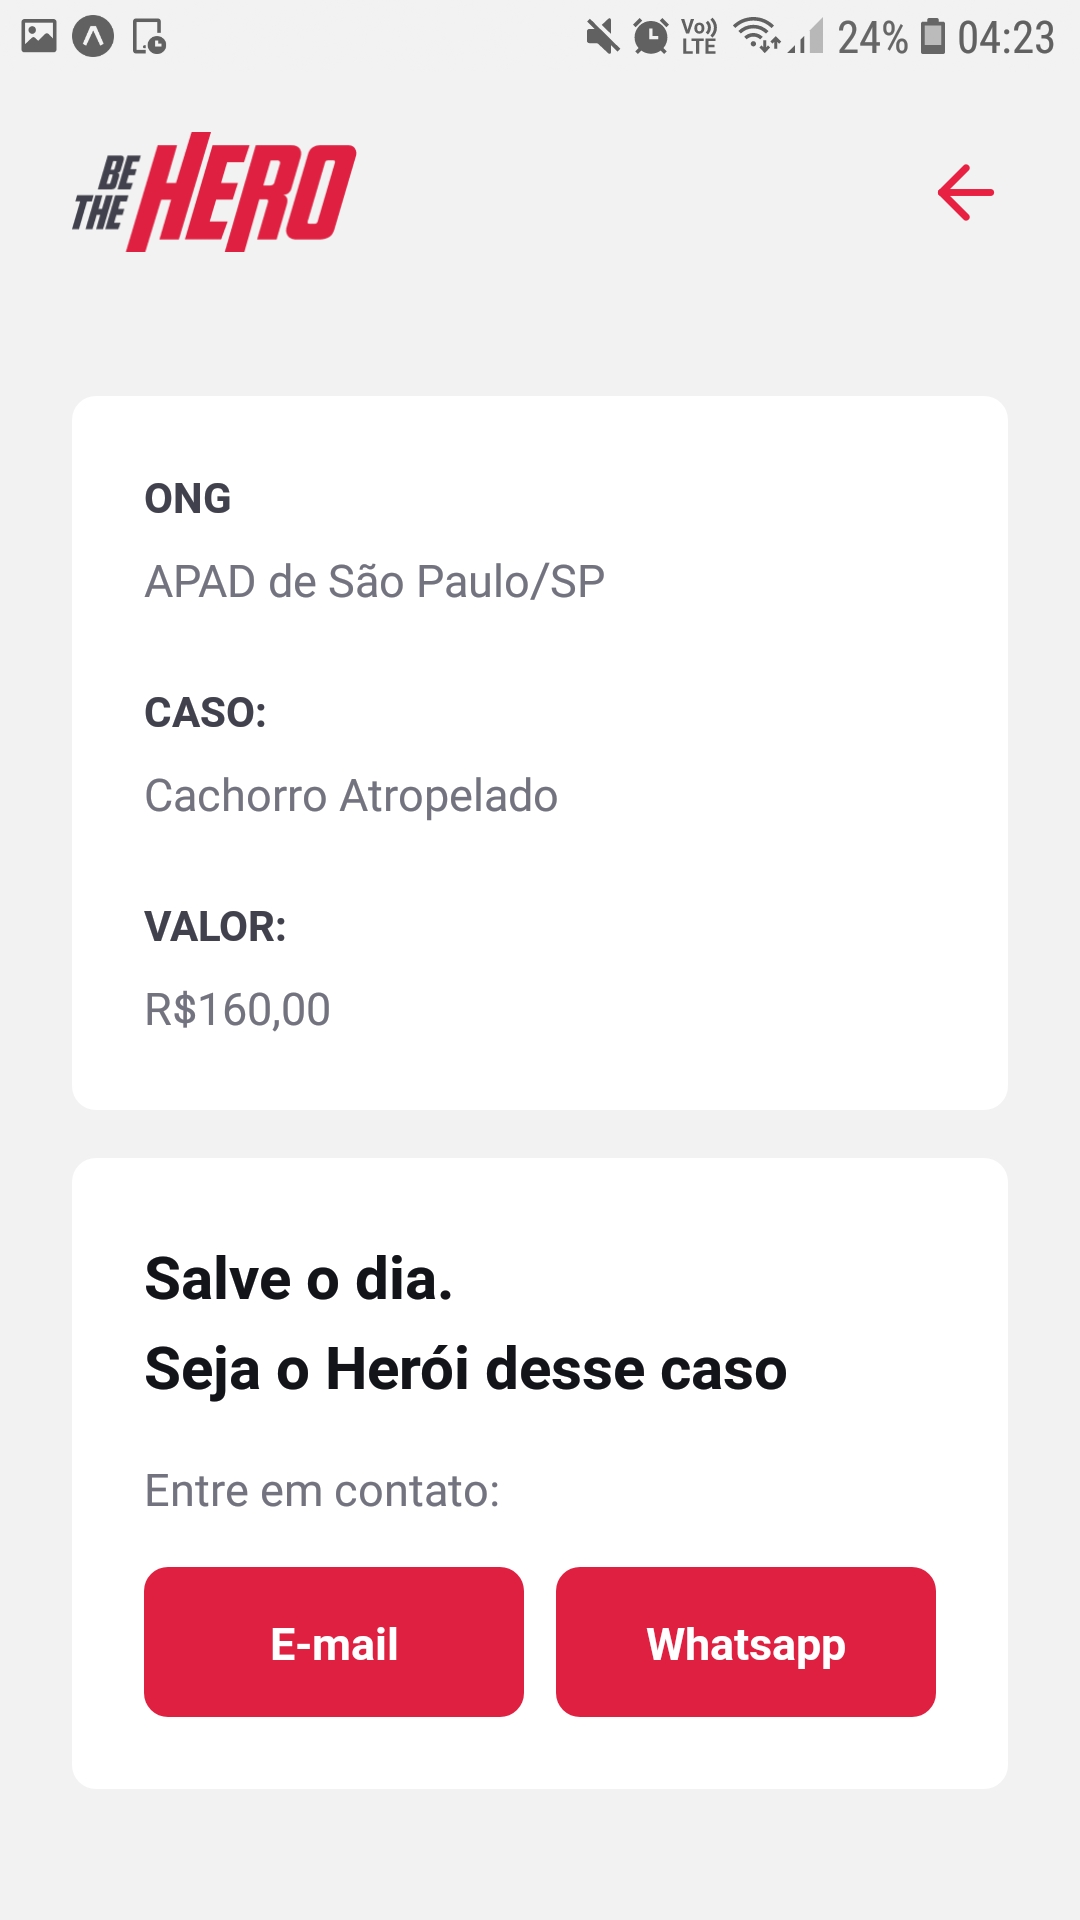 Vo)) LTE 24% 04:23
BE THE HERO
ONG
APAD de São Paulo/SP
CASO:
Cachorro Atropelado
VALOR:
R$160,00
Salve o dia.
Seja o Herói desse caso
Entre em contato:
E-mail Whatsapp